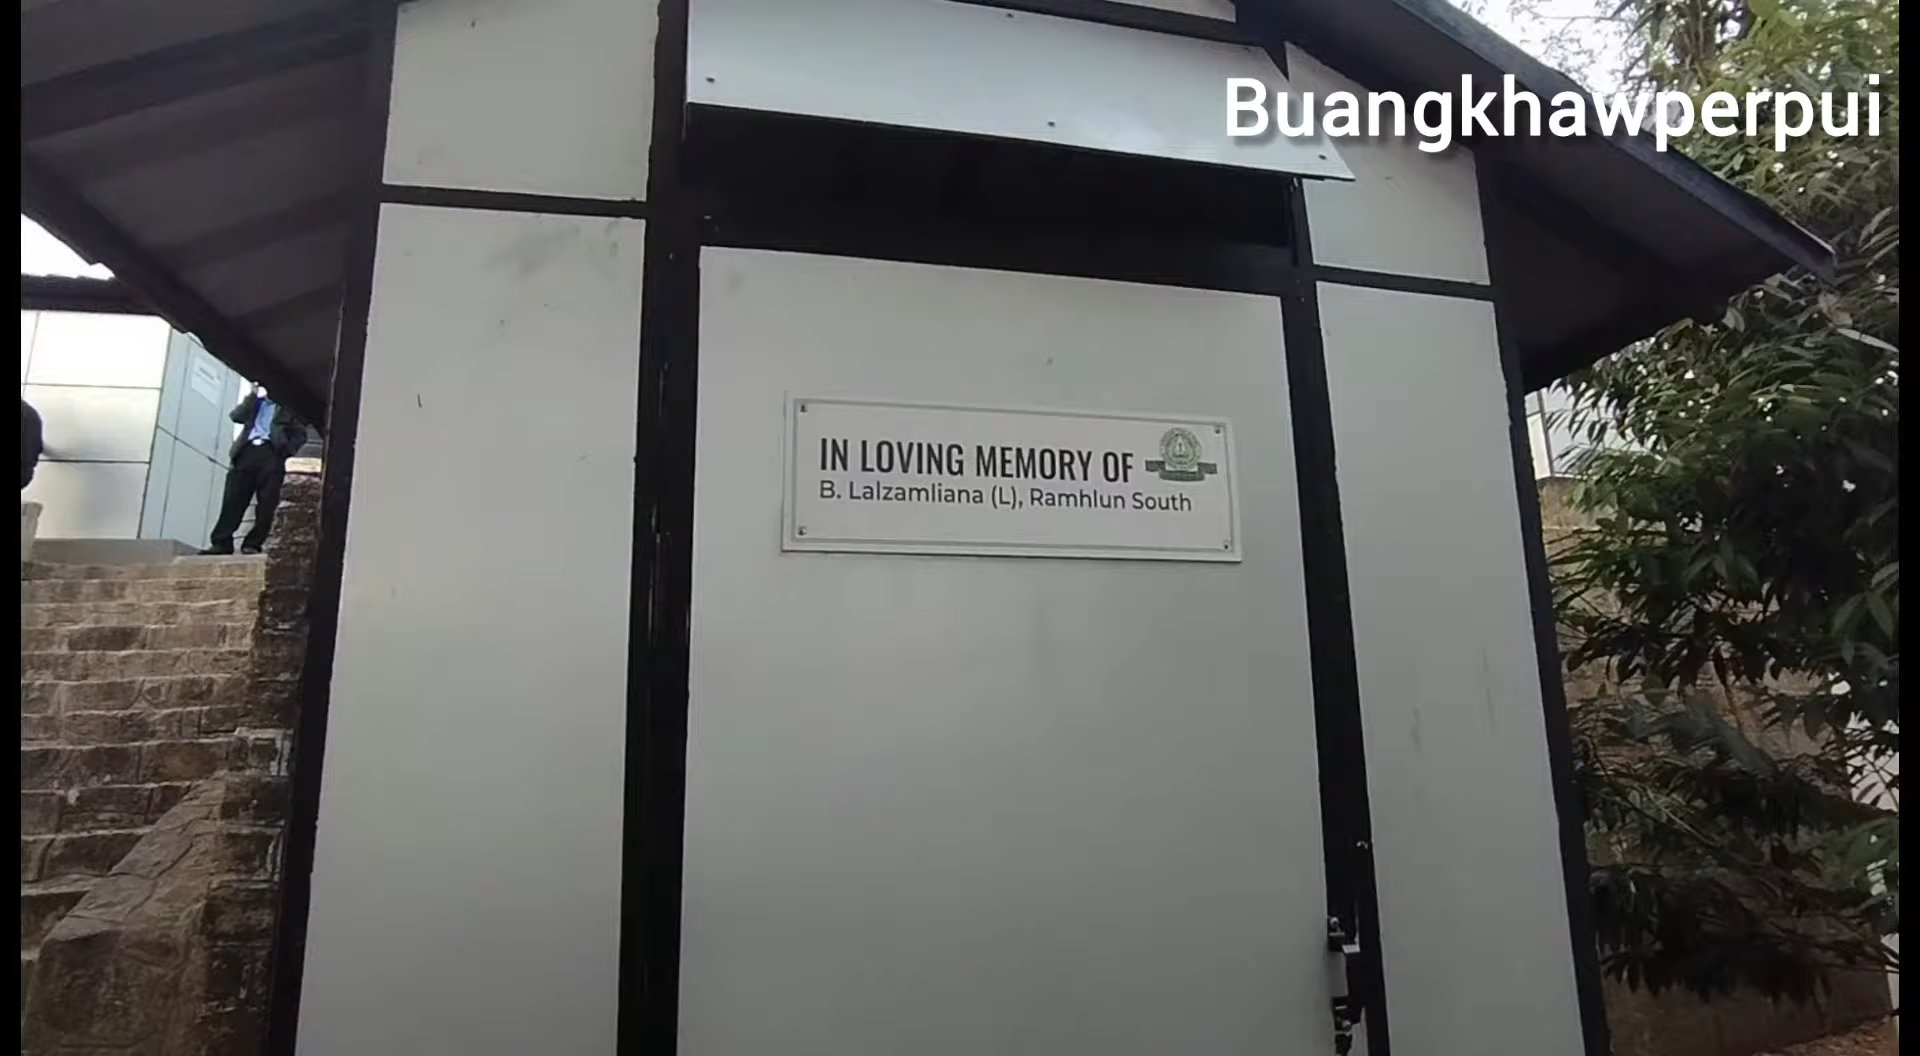 Buangkhawperpui
IN LOVING MEMORY OF
B. Lalzamliana (L), Ramhlun South